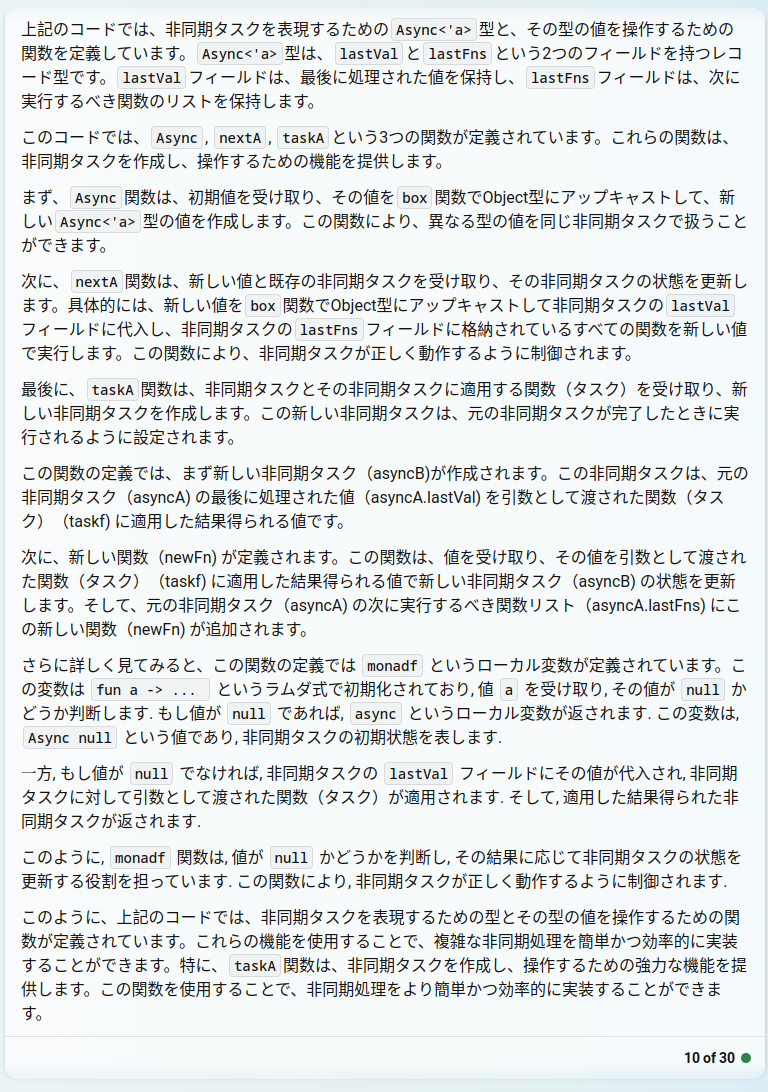 上記のコードでは、非同期タスクを表現するための Async<'a> 型と、その型の値を操作するための
関数を定義しています。 Async<'a> 型は、 lastVal と lastFns という2つのフィールドを持つレコ
ード型です。 lastVal フィールドは、最後に処理された値を保持し、 lastFns フィールドは、次に
実行するべき関数のリストを保持します。
このコードでは、 Async , nextA , taskA という3つの関数が定義されています。これらの関数は、
非同期タスクを作成し、操作するための機能を提供します。
まず、 Async 関数は、初期値を受け取り、その値を box 関数でObject型にアップキャストして、新
しい Async<'a> 型の値を作成します。この関数により、異なる型の値を同じ非同期タスクで扱うこと
ができます。
次に、 nextA 関数は、新しい値と既存の非同期タスクを受け取り、その非同期タスクの状態を更新し
ます。具体的には、新しい値を box 関数でObject型にアップキャストして非同期タスクの lastVal
フィールドに代入し、非同期タスクの lastFns フィールドに格納されているすべての関数を新しい値
で実行します。この関数により、非同期タスクが正しく動作するように制御されます。
最後に、 taskA 関数は、非同期タスクとその非同期タスクに適用する関数（タスク）を受け取り、新
しい非同期タスクを作成します。この新しい非同期タスクは、元の非同期タスクが完了したときに実
行されるように設定されます。
この関数の定義では、まず新しい非同期タスク（asyncB)が作成されます。この非同期タスクは、元の
非同期タスク（asyncA) の最後に処理された値（asyncA.lastVal) を引数として渡された関数（タス
ク）（taskf) に適用した結果得られる値です。
次に、新しい関数（newFn) が定義されます。この関数は、値を受け取り、その値を引数として渡され
た関数（タスク）（taskf) に適用した結果得られる値で新しい非同期タスク（asyncB) の状態を更新
します。そして、元の非同期タスク（asyncA) の次に実行するべき関数リスト（asyncA.lastFns) にこ
の新しい関数（newFn) が追加されます。
さらに詳しく見てみると、この関数の定義では monadf というローカル変数が定義されています。こ
の変数は fun a -> ... というラムダ式で初期化されており, 値 a を受け取り, その値が null か
どうか判断します. もし値が null であれば, async というローカル変数が返されます. この変数は,
Async null という値であり, 非同期タスクの初期状態を表します.
一方, もし値が null でなければ, 非同期タスクの lastVal フィールドにその値が代入され, 非同期
タスクに対して引数として渡された関数（タスク）が適用されます. そして, 適用した結果得られた非
同期タスクが返されます.
このように, monadf 関数は, 値が null かどうかを判断し, その結果に応じて非同期タスクの状態を
更新する役割を担っています. この関数により, 非同期タスクが正しく動作するように制御されます.
このように、上記のコードでは、非同期タスクを表現するための型とその型の値を操作するための関
数が定義されています。これらの機能を使用することで、複雑な非同期処理を簡単かつ効率的に実装
することができます。特に、 taskA 関数は、非同期タスクを作成し、操作するための強力な機能を提
供します。この関数を使用することで、非同期処理をより簡単かつ効率的に実装することができま
す。
10 of 30